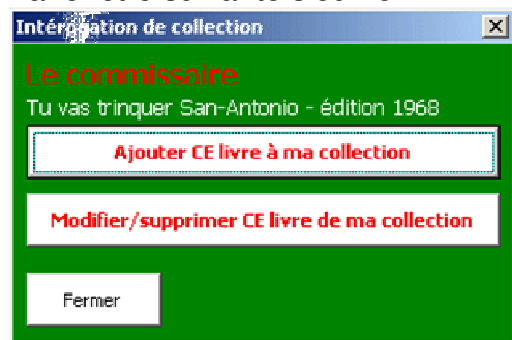 Intérogation de collection
Le commissaire
Tu vas trinquer San-Antonio - édition 1968
Ajouter CE livre à ma collection
Modifier/supprimer CE livre de ma collection
Fermer